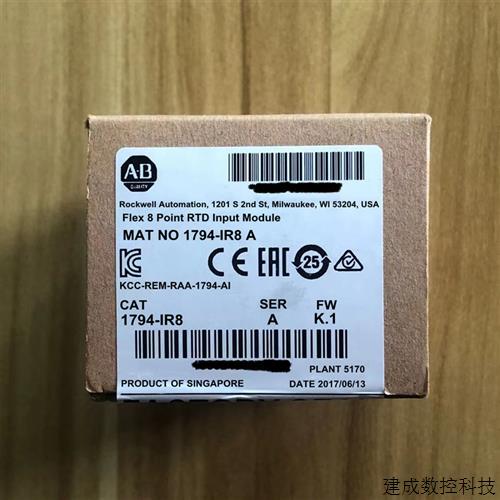 A·B
QUALITY
Rockwell Automation, 1201 S 2nd St, Milwaukee, WI 53204, USA
Flex 8 Point RTD Input Module
MAT NO 1794-IR8 A
CE EAC 25
KCC-REM-RAA-1794-AI
CAT SER FW
1794-IR8 A K.1
PLANT 5170
PRODUCT OF SINGAPORE DATE 2017/06/13
建成数控科技